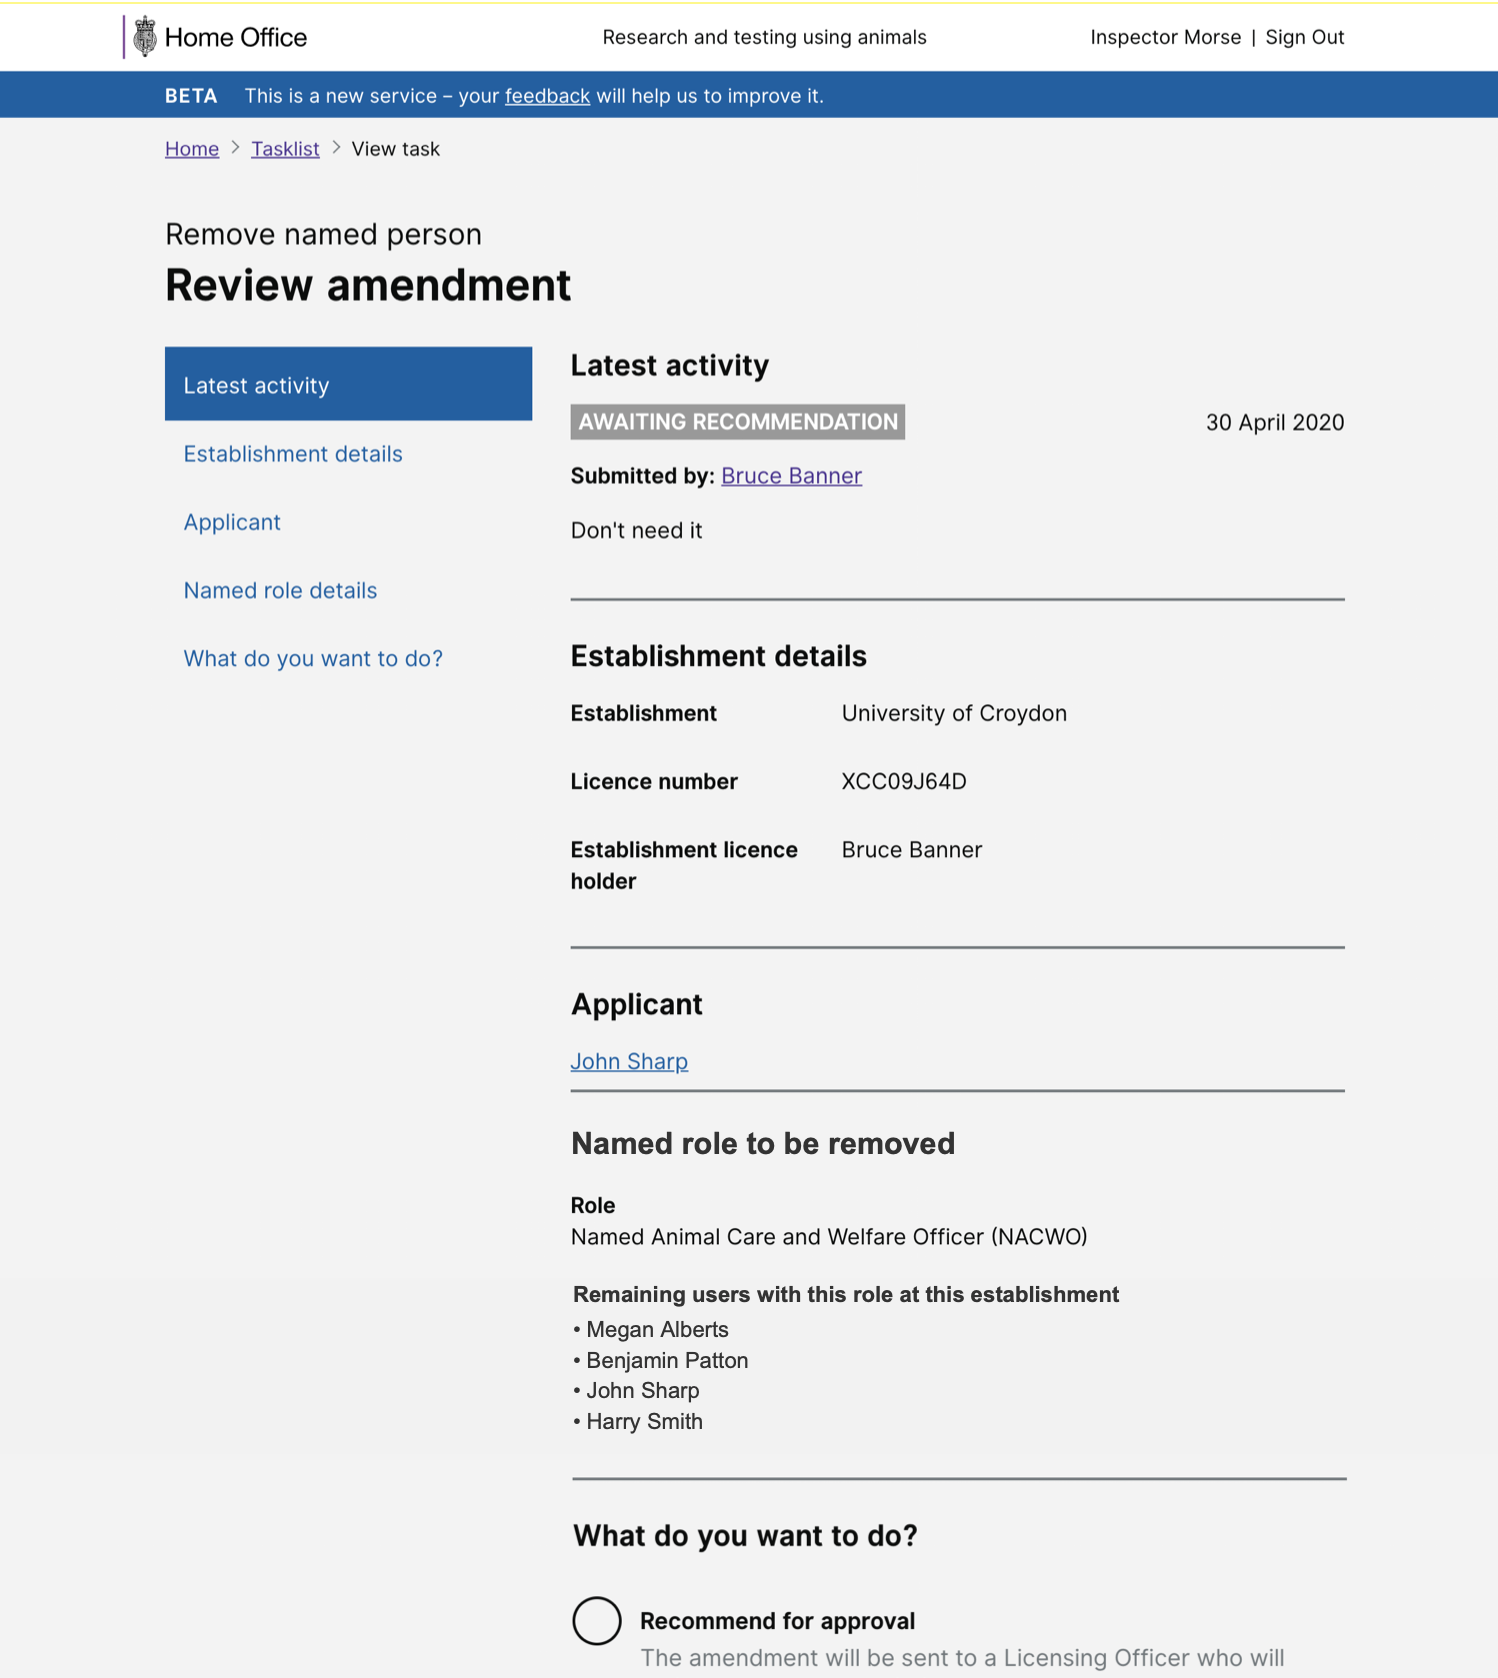 Home Office
Research and testing using animals
Inspector Morse | Sign Out
BETA This is a new service – your feedback will help us to improve it.
Home > Tasklist > View task
Remove named person
Review amendment
Latest activity
Establishment details
Applicant
Named role details
What do you want to do?
Latest activity
AWAITING RECOMMENDATION 30 April 2020
Submitted by: Bruce Banner
Don't need it
Establishment details
Establishment University of Croydon
Licence number XCC09J64D
Establishment licence Bruce Banner
holder
Applicant
John Sharp
Named role to be removed
Role
Named Animal Care and Welfare Officer (NACWO)
Remaining users with this role at this establishment
• Megan Alberts
• Benjamin Patton
• John Sharp
• Harry Smith
What do you want to do?
Recommend for approval
The amendment will be sent to a Licensing Officer who will